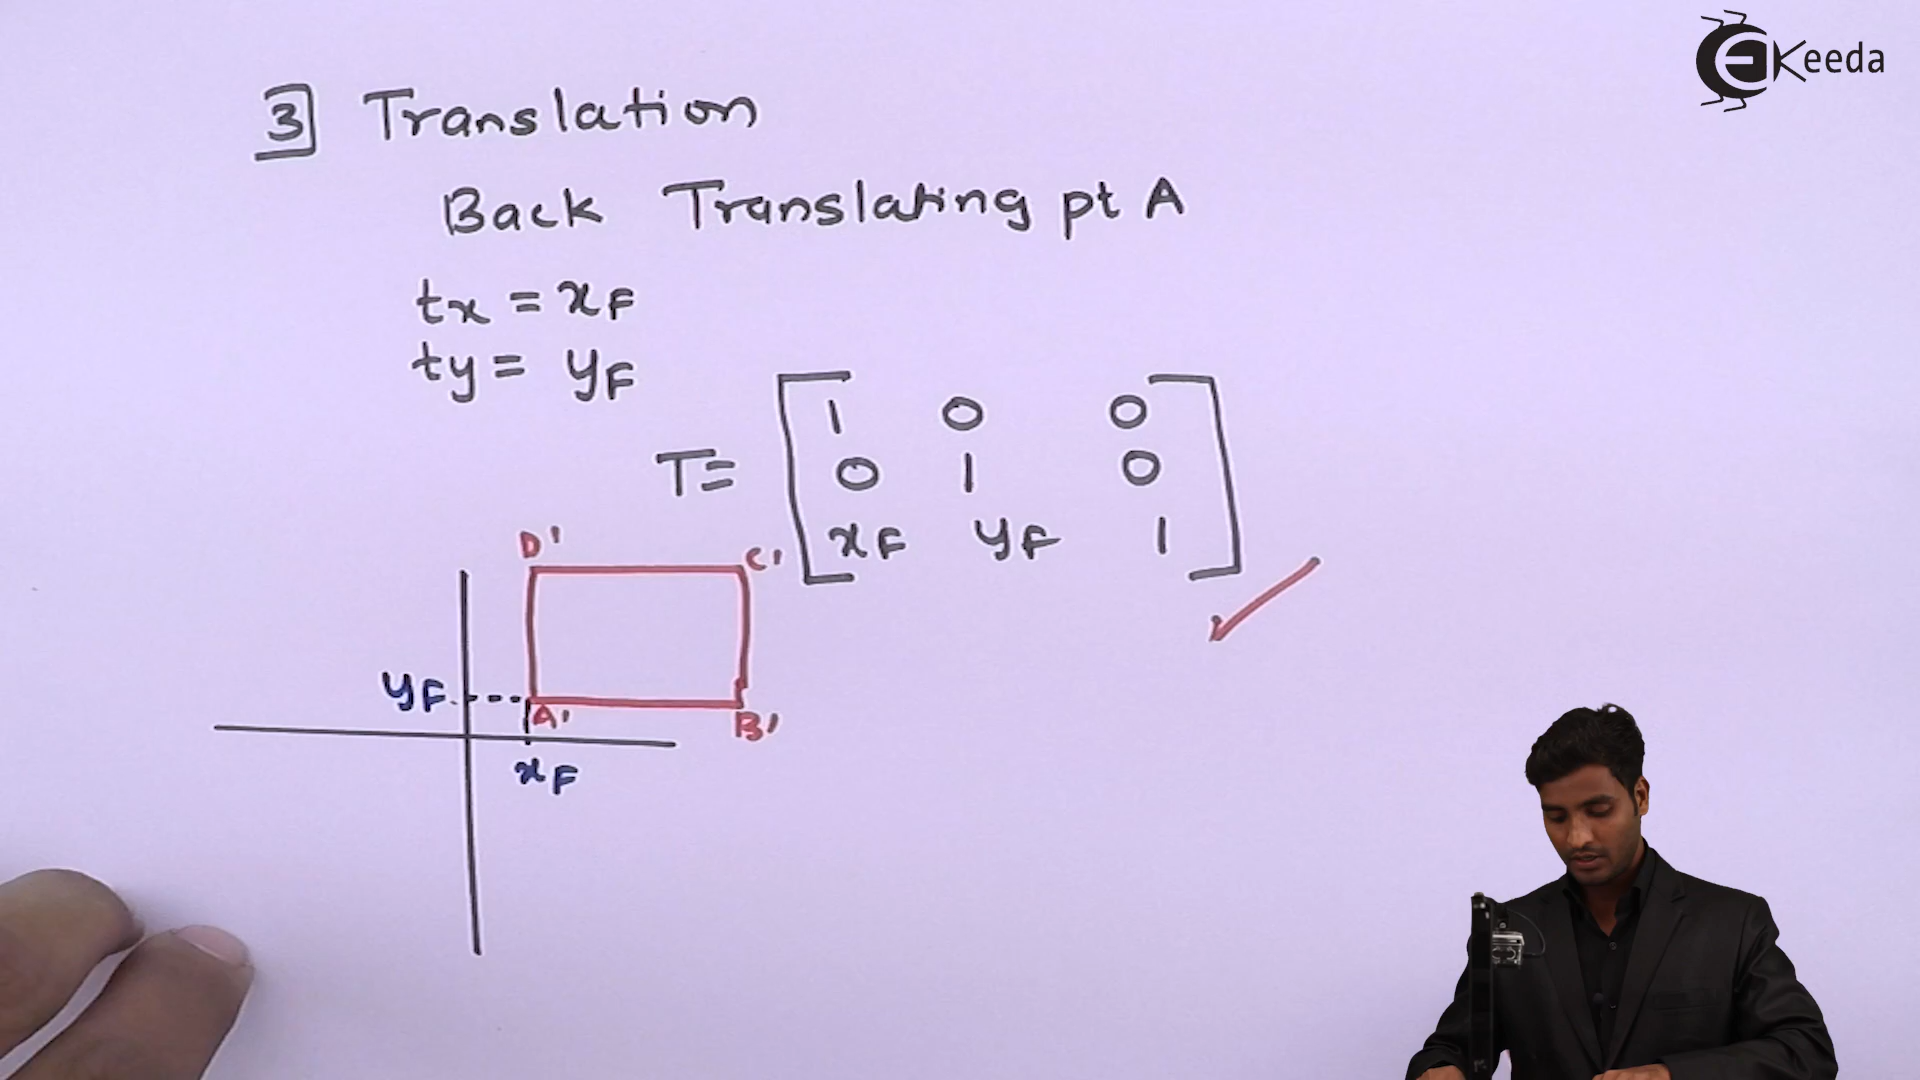 Keeda
3] Translation
Back Translating pt A
tx = xF
ty = yF
T = [ 1 0 0
0 1 0
xF yF 1 ]
D' C'
yF A' B'
xF